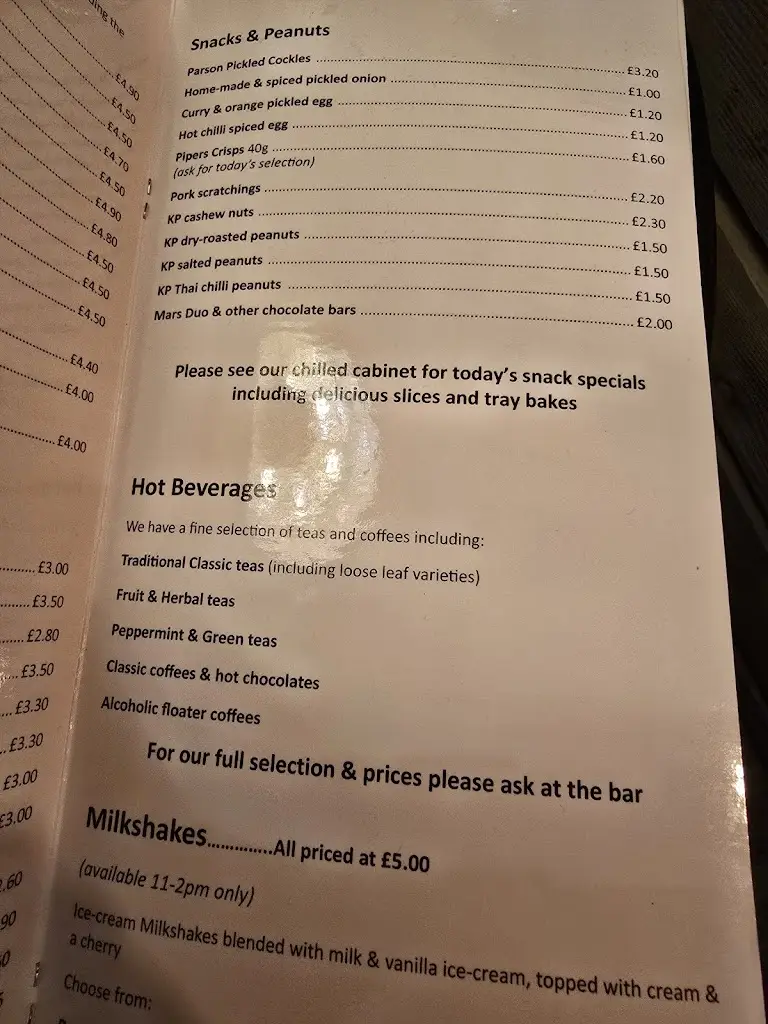 ding the
£4.90
£4.50
£4.50
£4.70
£4.50
£4.90
£4.80
£4.50
£4.50
£4.50
£4.40
£4.00
£4.00
£3.00
£3.50
£2.80
£3.50
£3.30
£3.30
£3.00
£3.00
.60
90
Snacks & Peanuts
Parson Pickled Cockles £3.20
Home-made & spiced pickled onion £1.00
Curry & orange pickled egg £1.20
Hot chilli spiced egg £1.20
Pipers Crisps 40g £1.60
(ask for today's selection)
Pork scratchings £2.20
KP cashew nuts £2.30
KP dry-roasted peanuts £1.50
KP salted peanuts £1.50
KP Thai chilli peanuts £1.50
Mars Duo & other chocolate bars £2.00
Please see our chilled cabinet for today's snack specials
including delicious slices and tray bakes
Hot Beverages
We have a fine selection of teas and coffees including:
Traditional Classic teas (including loose leaf varieties)
Fruit & Herbal teas
Peppermint & Green teas
Classic coffees & hot chocolates
Alcoholic floater coffees
For our full selection & prices please ask at the bar
Milkshakes.............All priced at £5.00
(available 11-2pm only)
Ice-cream Milkshakes blended with milk & vanilla ice-cream, topped with cream &
a cherry
Choose from: